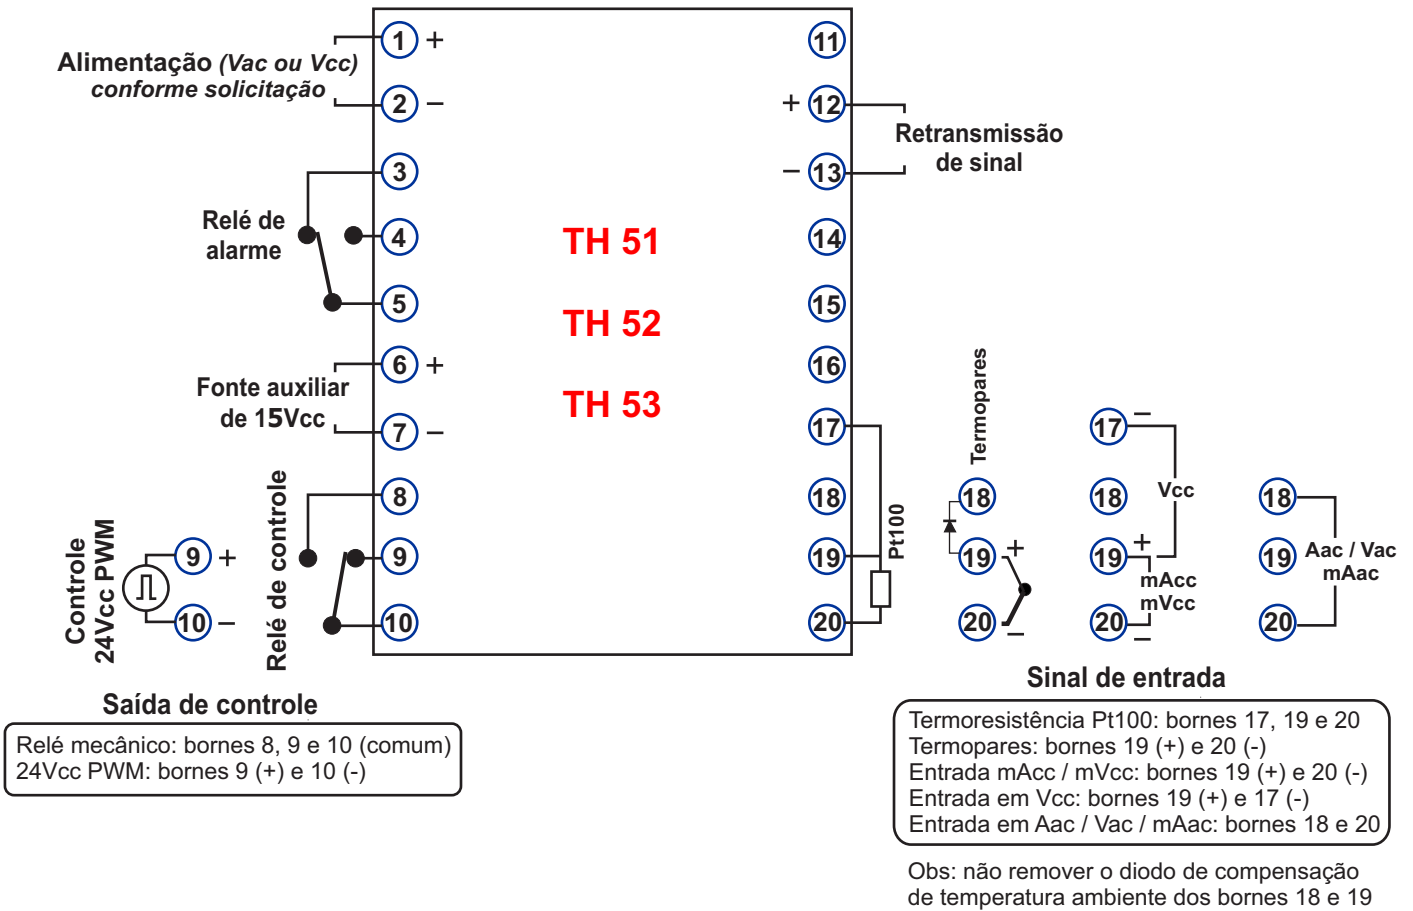 Alimentação (Vac ou Vcc)
conforme solicitação
1 +
2 −
3
Relé de
alarme
4
5
6 +
Fonte auxiliar
de 15Vcc
7 −
8
9
10
Relé de controle
Controle
24Vcc PWM
9 +
10 −
Saída de controle
Relé mecânico: bornes 8, 9 e 10 (comum)
24Vcc PWM: bornes 9 (+) e 10 (-)
TH 51
TH 52
TH 53
11
+ 12
− 13
Retransmissão
de sinal
14
15
16
17
18
19
20
Pt100
Termopares
18
19 +
20 −
17 −
18
Vcc
19 +
mAcc
mVcc
20 −
18
19
Aac / Vac
mAac
20
Sinal de entrada
Termoresistência Pt100: bornes 17, 19 e 20
Termopares: bornes 19 (+) e 20 (-)
Entrada mAcc / mVcc: bornes 19 (+) e 20 (-)
Entrada em Vcc: bornes 19 (+) e 17 (-)
Entrada em Aac / Vac / mAac: bornes 18 e 20
Obs: não remover o diodo de compensação
de temperatura ambiente dos bornes 18 e 19